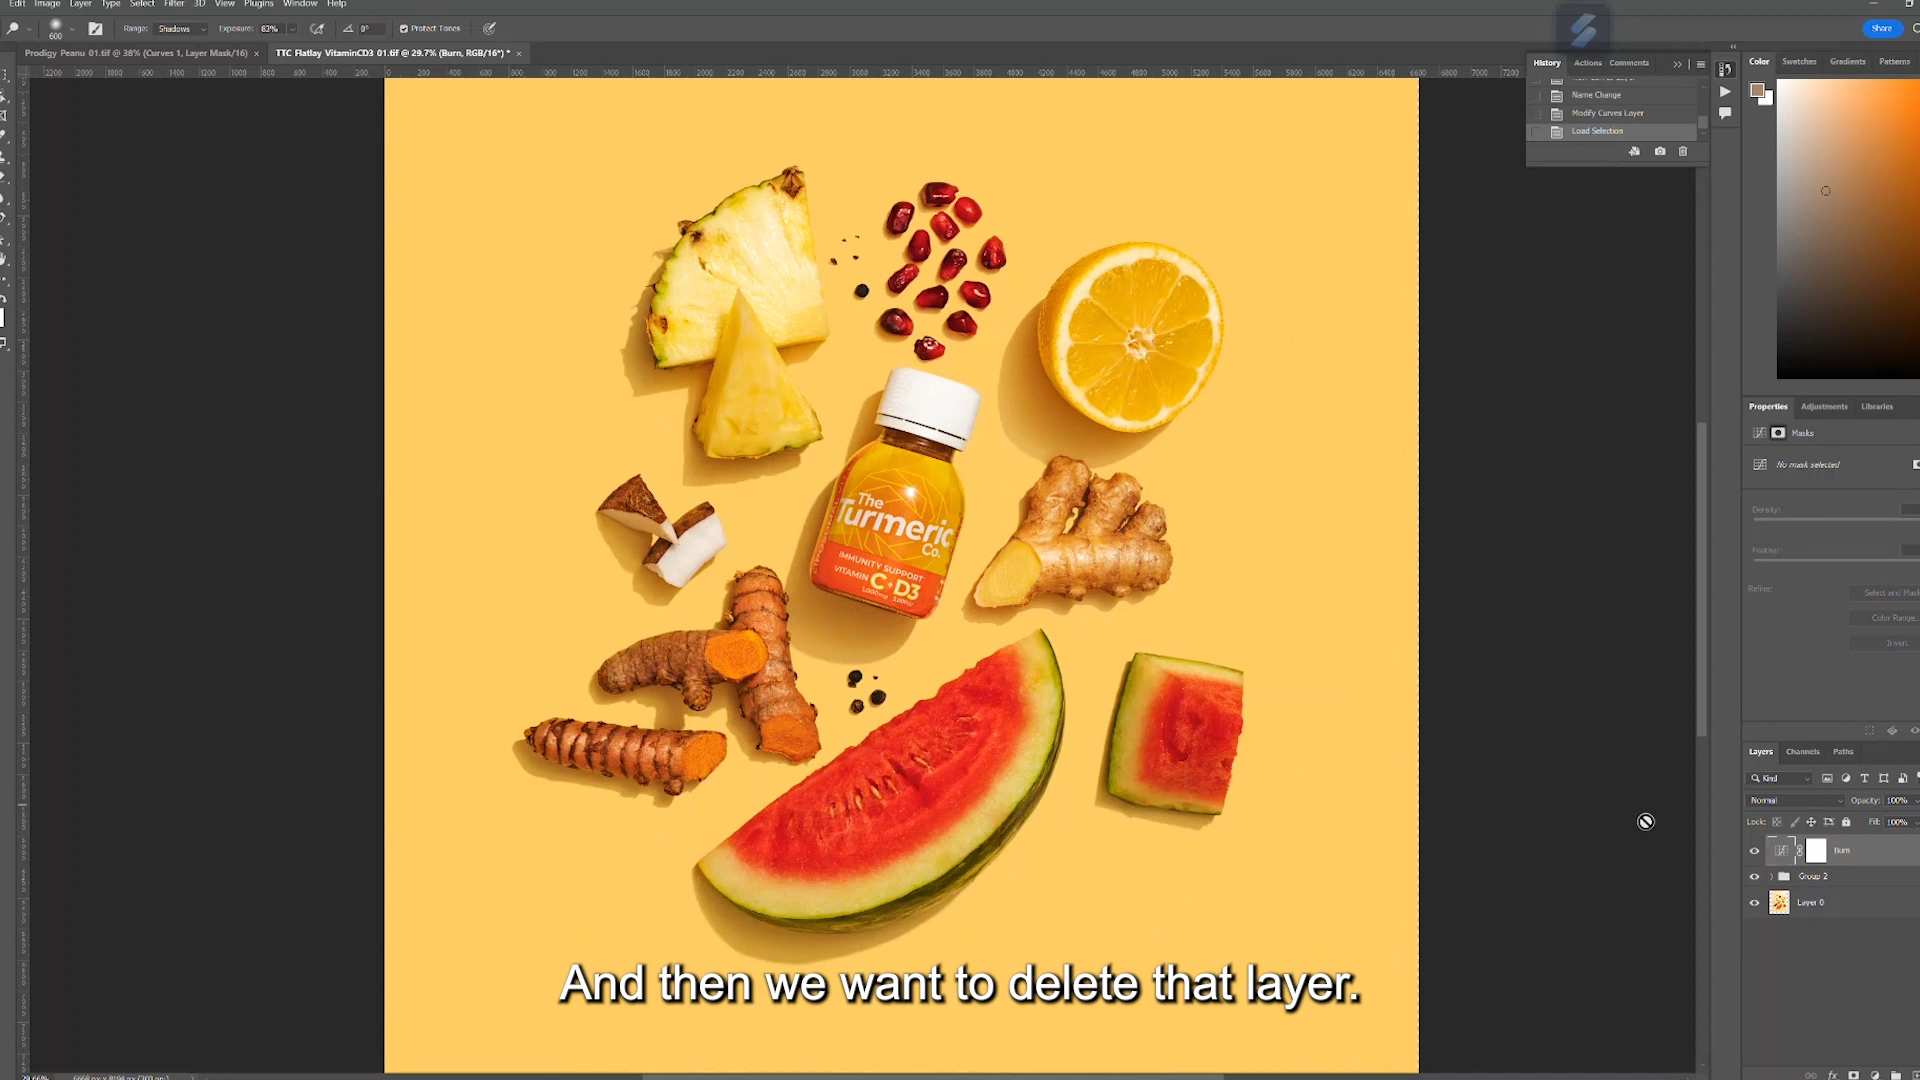 Edit Image Layer Type Select Filter 3D View Plugins Window Help
600 Range: Shadows Exposure: 83% 0° Protect Tones Share
Prodigy Peanu 01.tif @ 38% (Curves 1, Layer Mask/16) × TTC Flatlay VitaminCD3 01.tif @ 29.7% (Burn, RGB/16*) * ×
History Actions Comments
Name Change
Modify Curves Layer
Load Selection
Color Swatches Gradients Patterns
Properties Adjustments Libraries
Masks
No mask selected
Density:
Feather:
Refine: Select and Mask
Color Range...
Invert
Layers Channels Paths
Kind
Normal Opacity: 100%
Lock: Fill: 100%
Burn
Group 2
Layer 0
The
Turmeric
Co.
IMMUNITY SUPPORT
VITAMIN C+D3
And then we want to delete that layer.